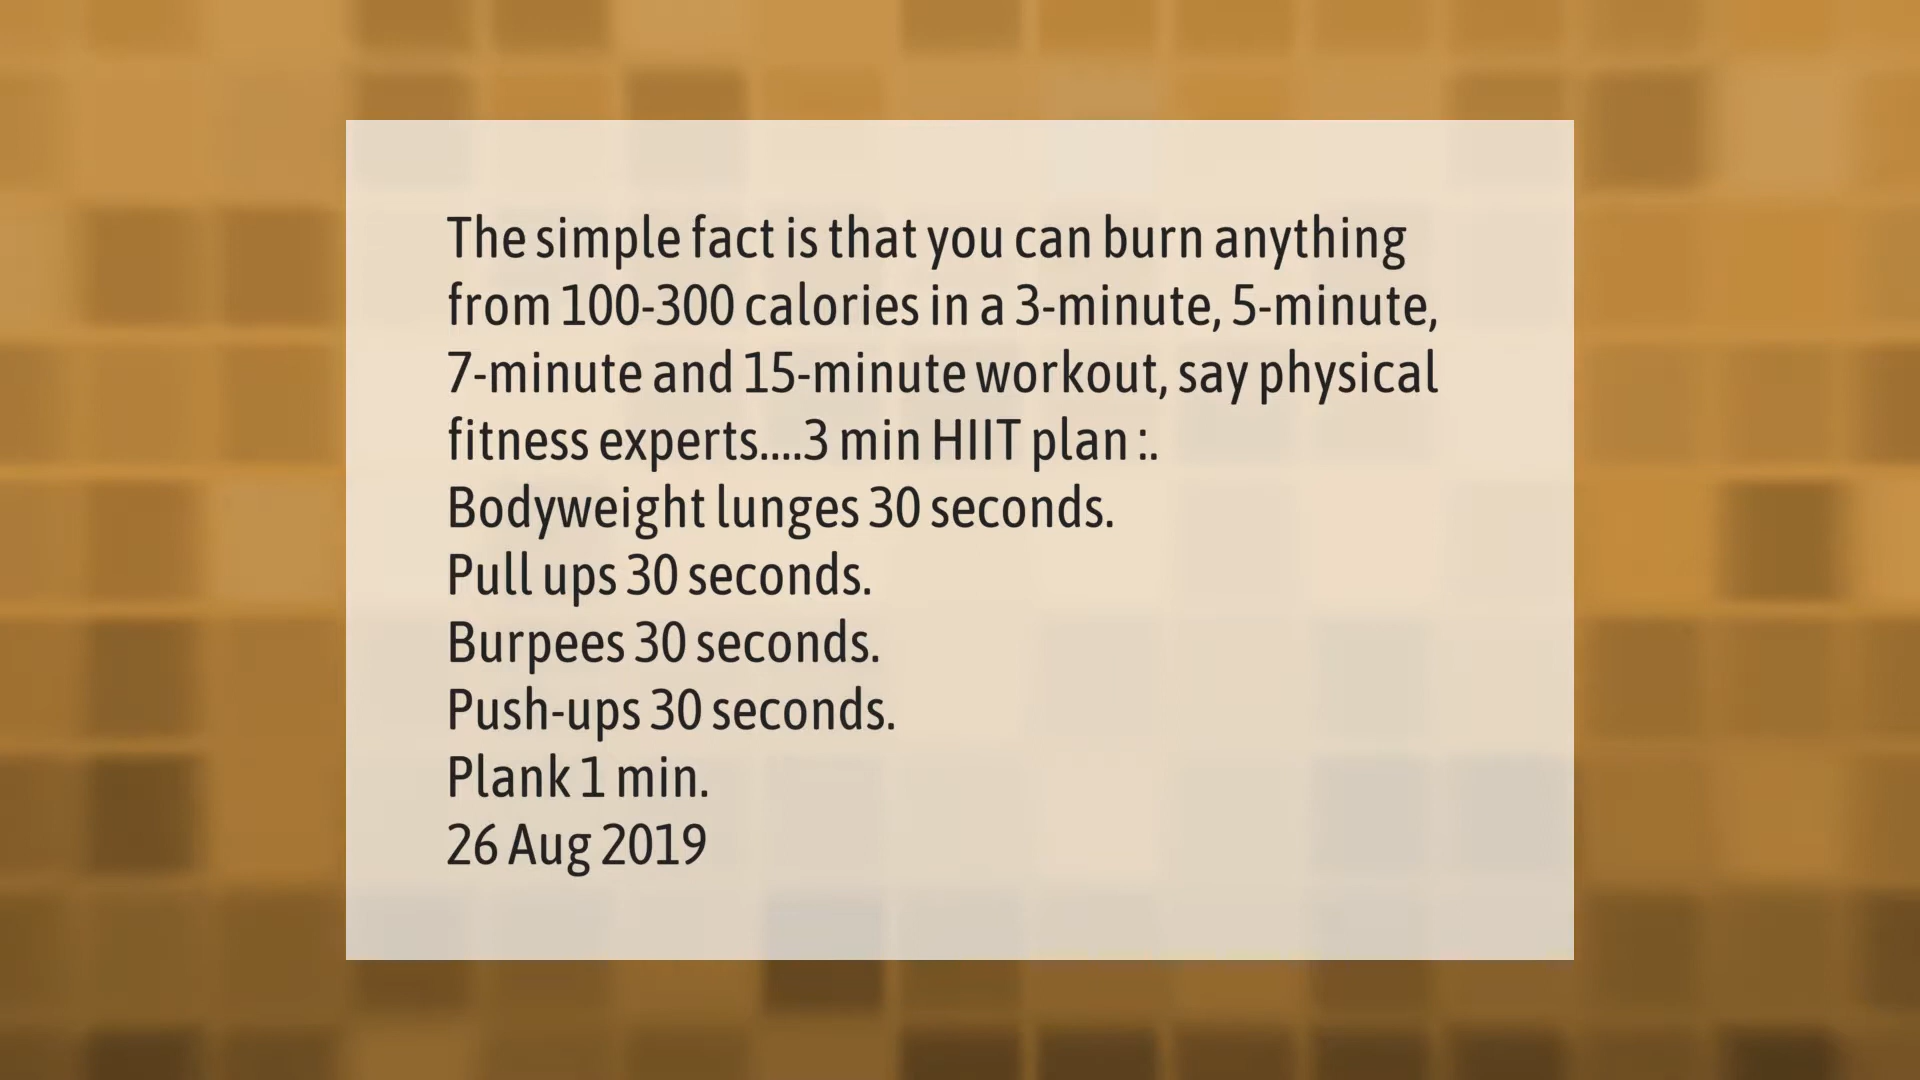 The simple fact is that you can burn anything
from 100-300 calories in a 3-minute, 5-minute,
7-minute and 15-minute workout, say physical
fitness experts....3 min HIIT plan :.
Bodyweight lunges 30 seconds.
Pull ups 30 seconds.
Burpees 30 seconds.
Push-ups 30 seconds.
Plank 1 min.
26 Aug 2019